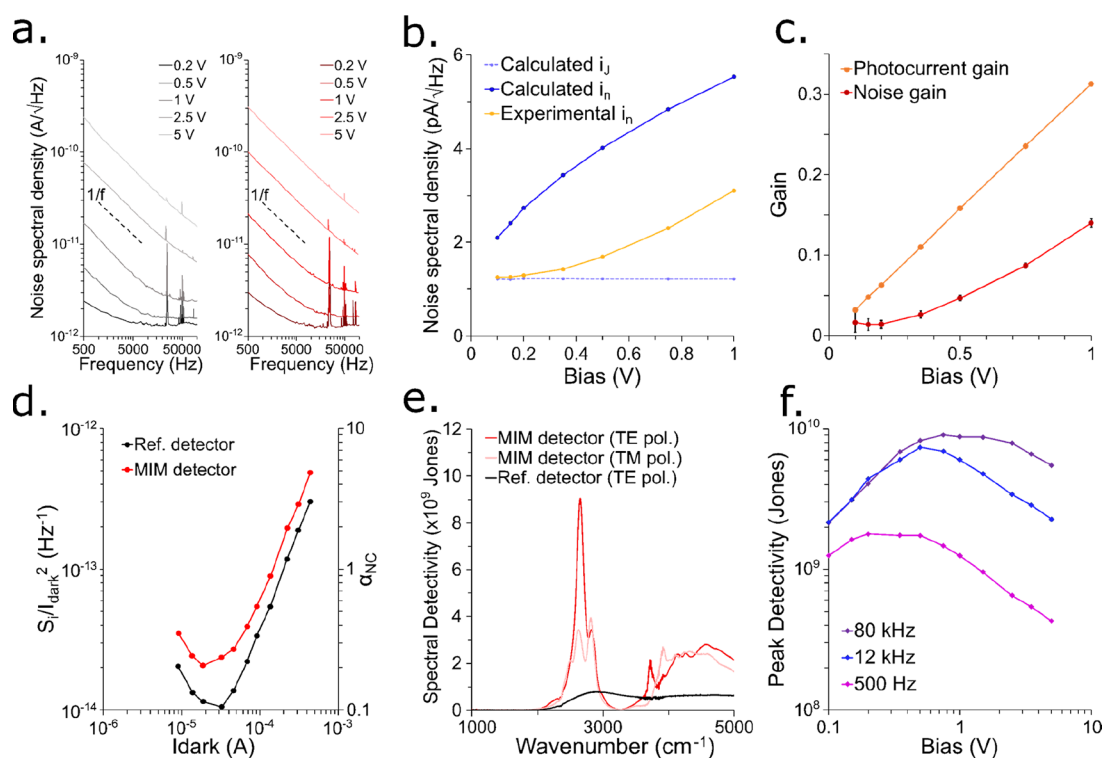 a.
10⁻⁹
10⁻¹⁰
10⁻¹¹
10⁻¹²
Noise spectral density (A/√Hz)
0.2 V
0.5 V
1 V
2.5 V
5 V
1/f
500
5000
50000
Frequency (Hz)
10⁻⁹
10⁻¹⁰
10⁻¹¹
10⁻¹²
0.2 V
0.5 V
1 V
2.5 V
5 V
1/f
500
5000
50000
Frequency (Hz)
b.
Calculated iJ
Calculated in
Experimental in
Noise spectral density (pA/√Hz)
6
4
2
0
0
0.2
0.4
0.6
0.8
1
Bias (V)
c.
Photocurrent gain
Noise gain
Gain
0.3
0.2
0.1
0
0
0.5
1
Bias (V)
d.
10⁻¹²
10⁻¹³
10⁻¹⁴
Si/Idark² (Hz⁻¹)
Ref. detector
MIM detector
10
1
0.1
αNC
10⁻⁶
10⁻⁵
10⁻⁴
10⁻³
Idark (A)
e.
Spectral Detectivity (x10⁹ Jones)
12
10
8
6
4
2
0
MIM detector (TE pol.)
MIM detector (TM pol.)
Ref. detector (TE pol.)
1000
3000
5000
Wavenumber (cm⁻¹)
f.
Peak Detectivity (Jones)
10¹⁰
10⁹
10⁸
80 kHz
12 kHz
500 Hz
0.1
1
10
Bias (V)